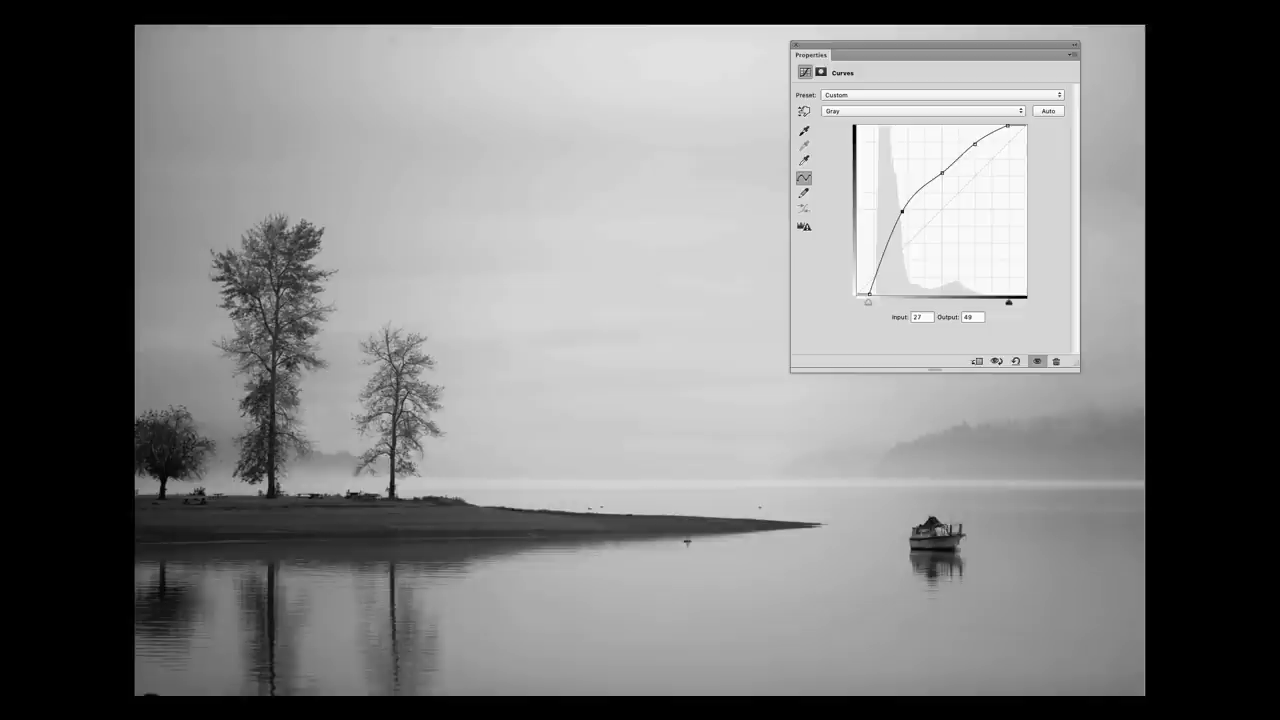 Properties
Curves
Preset: Custom
Gray
Auto
Input: 27 Output: 49